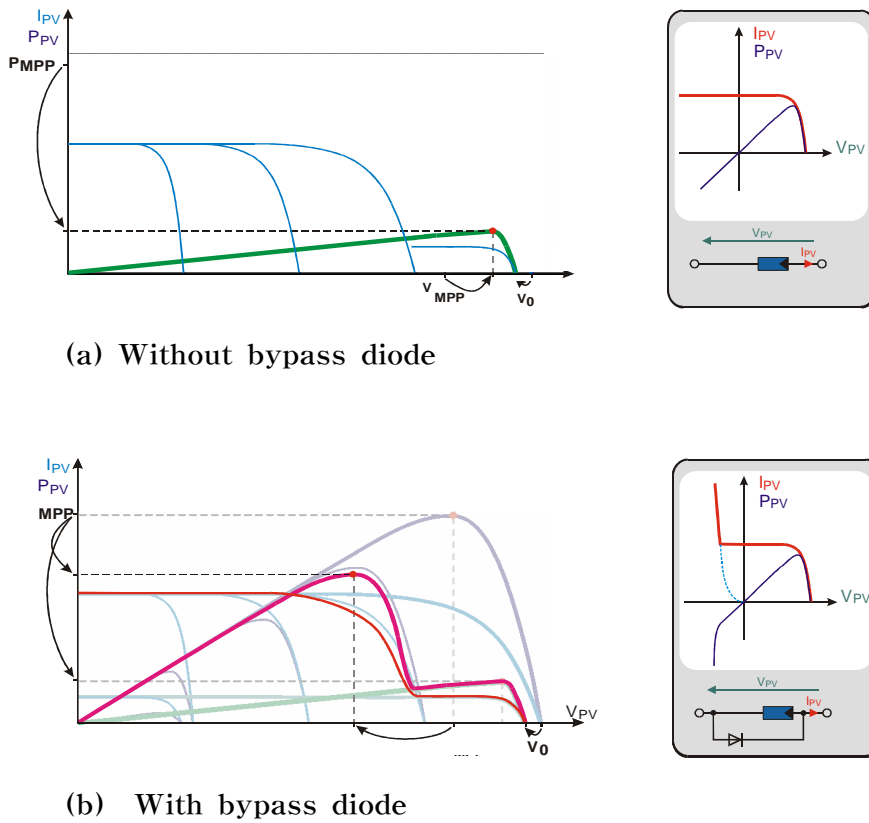 IPV
PPV
PMPP
V
MPP
V0
IPV
PPV
VPV
VPV
IPV
(a) Without bypass diode
IPV
PPV
MPP
VPV
V0
IPV
PPV
VPV
VPV
IPV
(b) With bypass diode